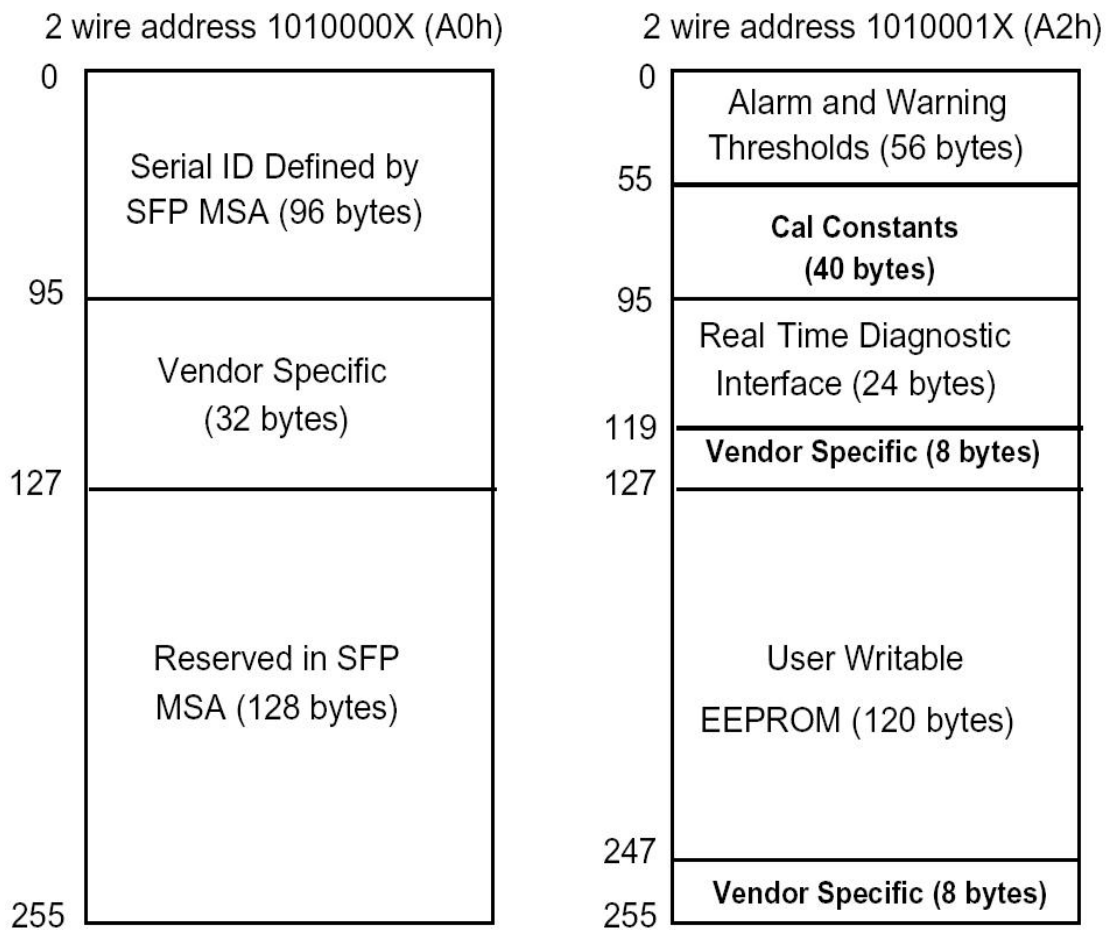 2 wire address 1010000X (A0h)
0
Serial ID Defined by
SFP MSA (96 bytes)
95
Vendor Specific
(32 bytes)
127
Reserved in SFP
MSA (128 bytes)
255
2 wire address 1010001X (A2h)
0
Alarm and Warning
Thresholds (56 bytes)
55
Cal Constants
(40 bytes)
95
Real Time Diagnostic
Interface (24 bytes)
119
Vendor Specific (8 bytes)
127
User Writable
EEPROM (120 bytes)
247
Vendor Specific (8 bytes)
255